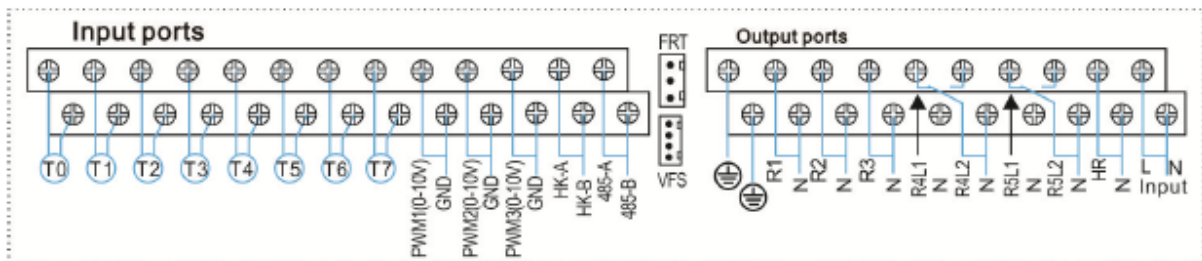 Input ports
FRT
Output ports
T0 T1 T2 T3 T4 T5 T6 T7
PWM1(0-10V)
GND
PWM2(0-10V)
GND
PWM3(0-10V)
GND
HK-A
HK-B
485-A
485-B
VFS
R1
N
R2
N
R3
N
R4L1
N
R4L2
N
R5L1
N
R5L2
N
HR
N
L N
Input